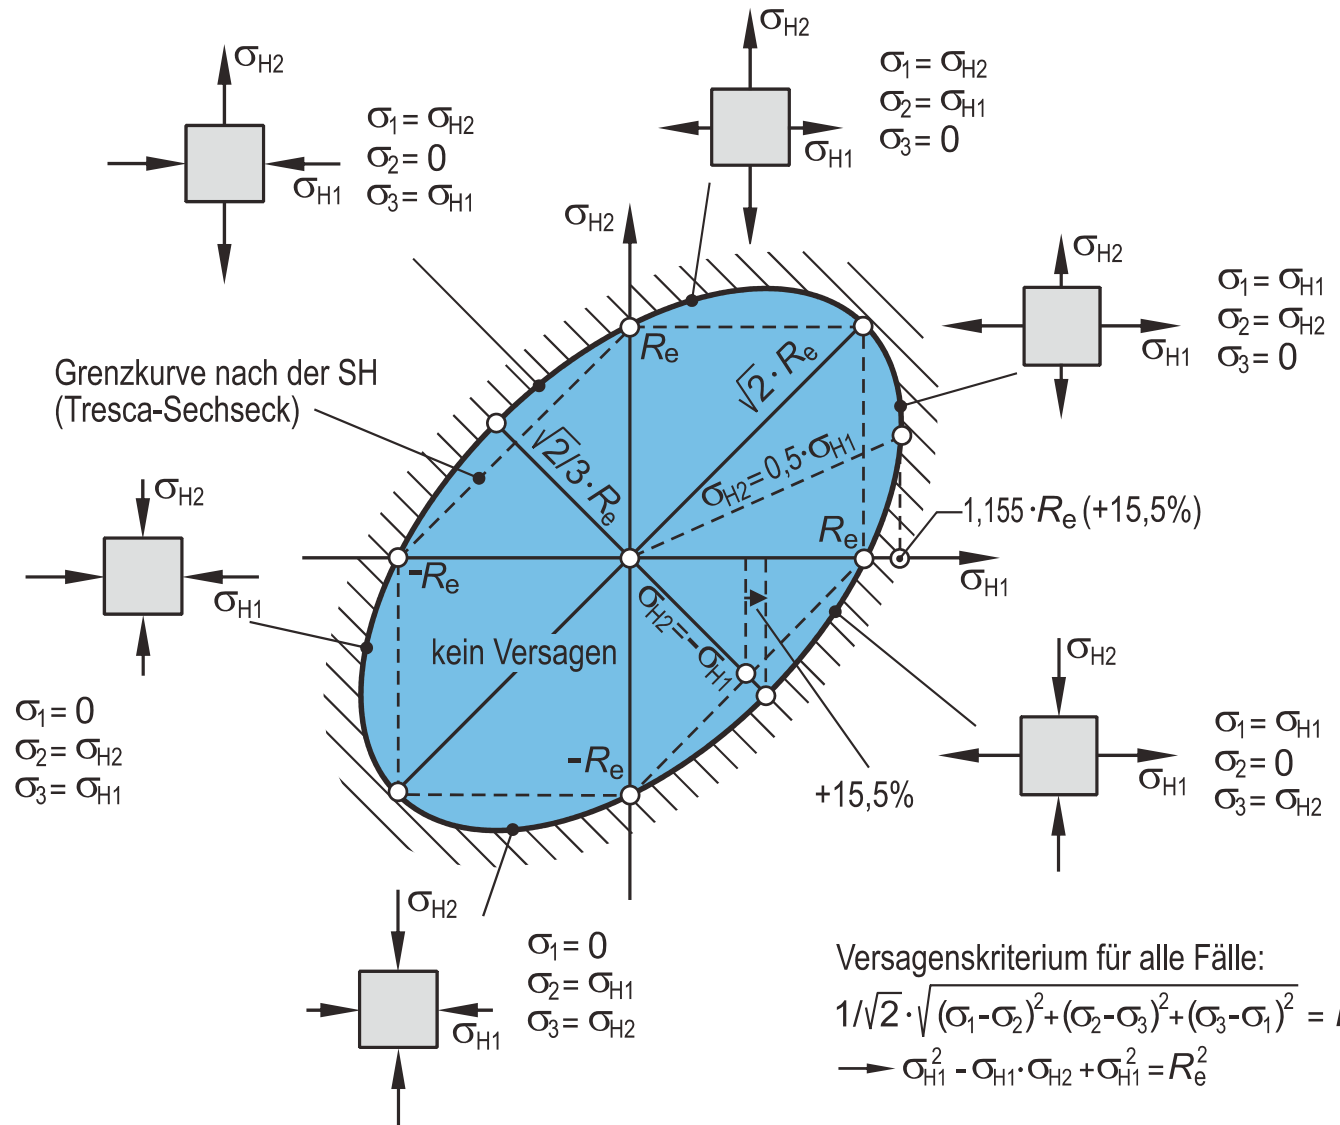 σH2
σH1
σ1 = σH2
σ2 = 0
σ3 = σH1
σH2
σH1
σ1 = σH2
σ2 = σH1
σ3 = 0
σH2
σH2
σH1
σ1 = σH1
σ2 = σH2
σ3 = 0
Grenzkurve nach der SH
(Tresca-Sechseck)
Re
√2 · Re
√2/3 · Re
σH2 = 0,5 · σH1
1,155 · Re (+15,5%)
Re
-Re
σH1
σH2
σH1
σH2 = -σH1
kein Versagen
σ1 = 0
σ2 = σH2
σ3 = σH1
-Re
+15,5%
σH2
σH1
σ1 = σH1
σ2 = 0
σ3 = σH2
σH2
σH1
σ1 = 0
σ2 = σH1
σ3 = σH2
Versagenskriterium für alle Fälle:
1/√2 · √(σ1-σ2)² + (σ2-σ3)² + (σ3-σ1)² =
→ σ²H1 - σH1 · σH2 + σ²H1 = R²e